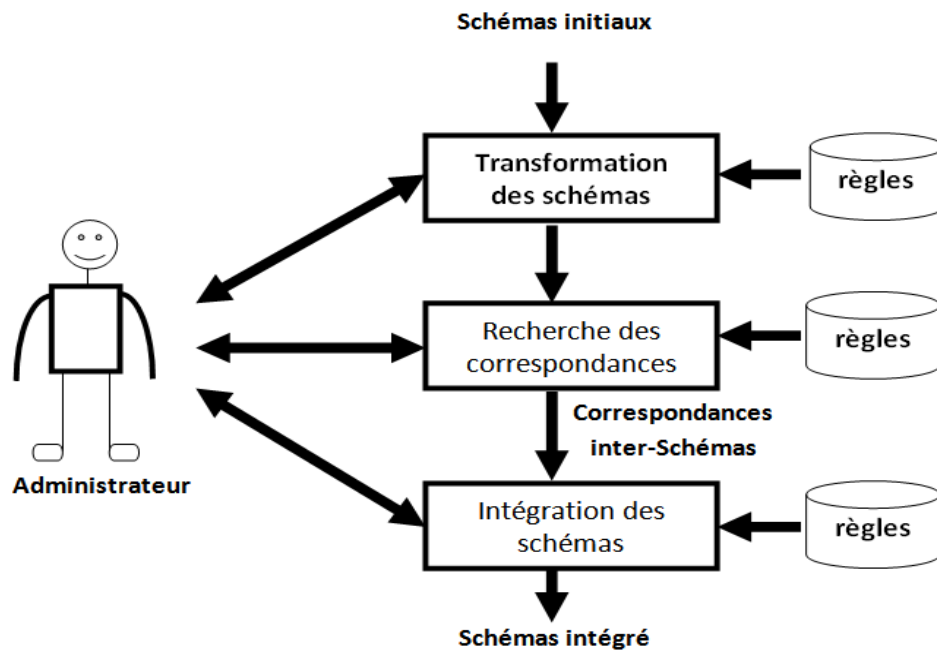 Schémas initiaux
Transformation
des schémas
règles
Recherche des
correspondances
règles
Correspondances
inter-Schémas
Administrateur
Intégration des
schémas
règles
Schémas intégré